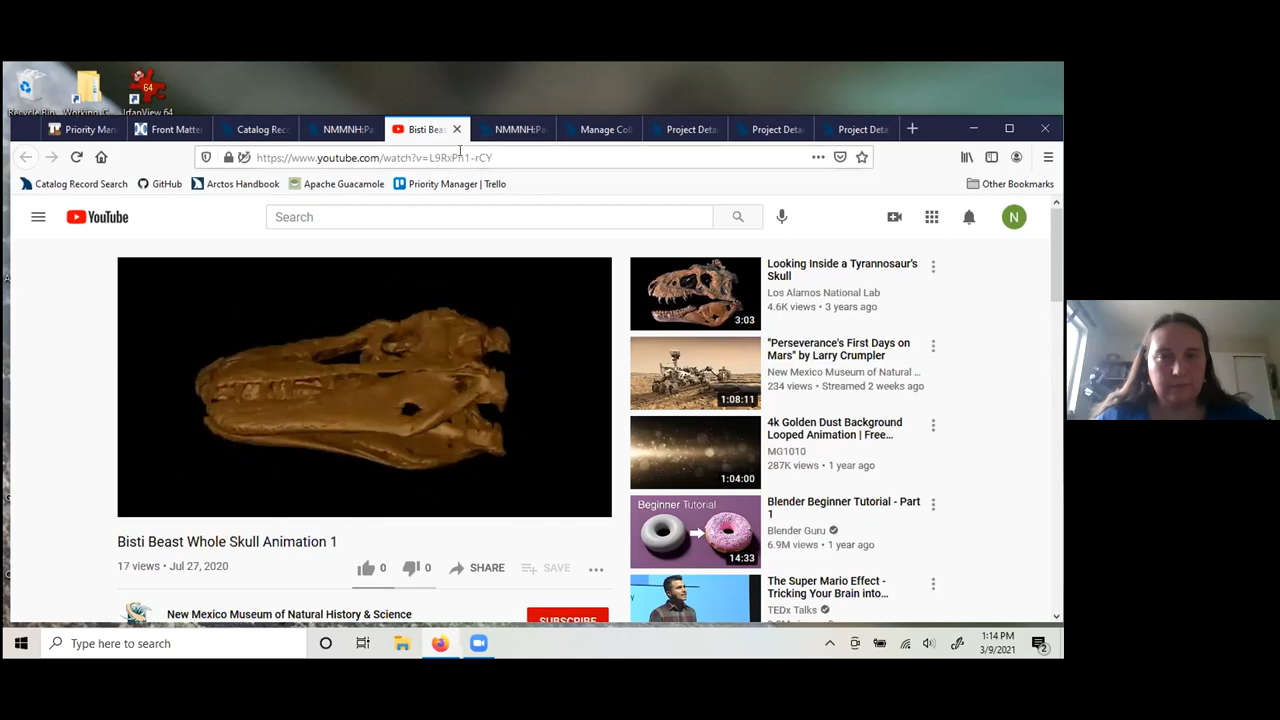 64
Recycle Bin
IrfanView 64
Priority Man
Front Matter
Catalog Rec
NMMNH:Pa
Bisti Beas
NMMNH:Pa
Manage Coll
Project Deta
Project Deta
Project Deta
https://www.youtube.com/watch?v=
Catalog Record Search
GitHub
Arctos Handbook
Apache Guacamole
Priority Manager | Trello
Other Bookmarks
YouTube
Search
N
Looking Inside a Tyrannosaur's
Skull
Los Alamos National Lab
4.6K views • 3 years ago
3:03
"Perseverance's First Days on
Mars" by Larry Crumpler
New Mexico Museum of Natural ...
234 views • Streamed 2 weeks ago
1:08:11
4k Golden Dust Background
Looped Animation | Free...
MG1010
287K views • 1 year ago
1:04:00
Beginner Tutorial
Blender Beginner Tutorial - Part
1
Blender Guru
6.9M views • 1 year ago
14:33
The Super Mario Effect -
Tricking Your Brain into...
TEDx Talks
Bisti Beast Whole Skull Animation 1
17 views • Jul 27, 2020
0
0
SHARE
SAVE
New Mexico Museum of Natural History & Science
SUBSCRIBE
Type here to search
1:14 PM
3/9/2021
2